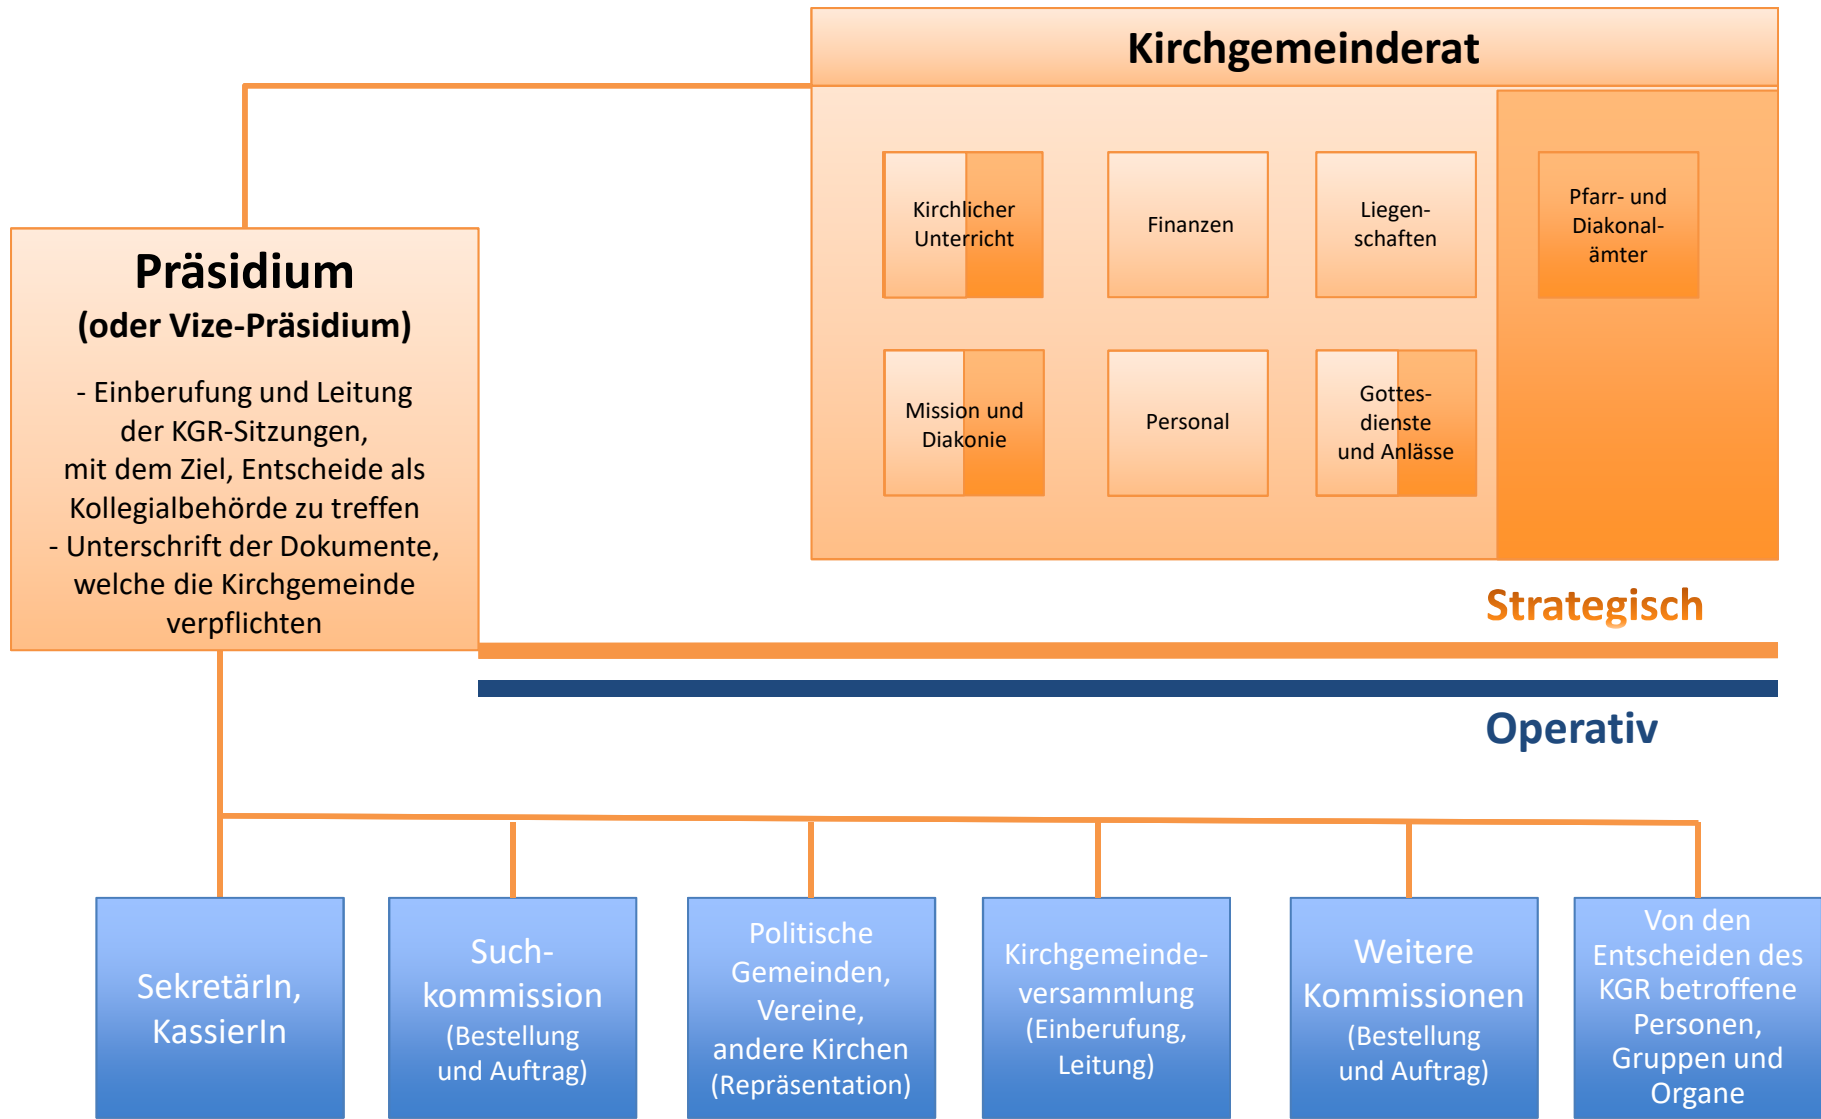 Kirchgemeinderat
Kirchlicher
Unterricht
Finanzen
Liegen-
schaften
Pfarr- und
Diakonal-
ämter
Mission und
Diakonie
Personal
Gottes-
dienste
und Anlässe
Präsidium
(oder Vize-Präsidium)
- Einberufung und Leitung
der KGR-Sitzungen,
mit dem Ziel, Entscheide als
Kollegialbehörde zu treffen
- Unterschrift der Dokumente,
welche die Kirchgemeinde
verpflichten
Strategisch
Operativ
SekretärIn,
KassierIn
Such-
kommission
(Bestellung
und Auftrag)
Politische
Gemeinden,
Vereine,
andere Kirchen
(Repräsentation)
Kirchgemeinde-
versammlung
(Einberufung,
Leitung)
Weitere
Kommissionen
(Bestellung
und Auftrag)
Von den
Entscheiden des
KGR betroffene
Personen,
Gruppen und
Organe